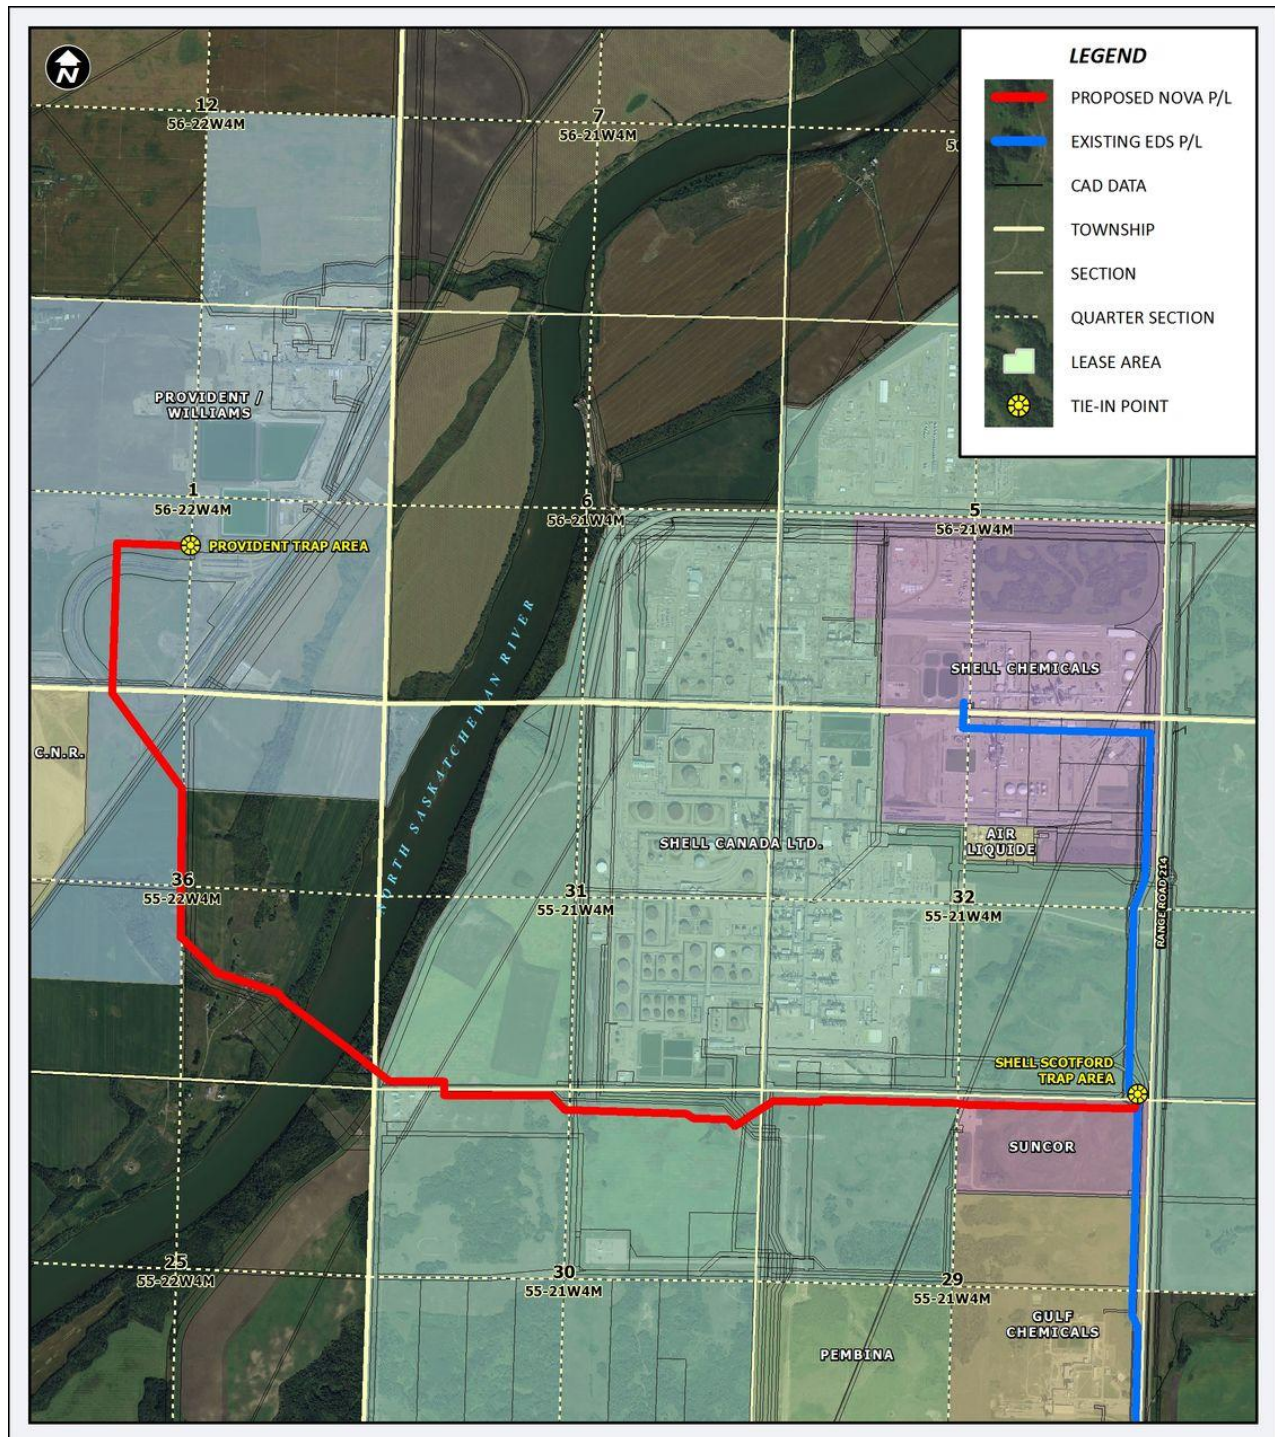 N
LEGEND
PROPOSED NOVA P/L
EXISTING EDS P/L
CAD DATA
TOWNSHIP
SECTION
QUARTER SECTION
LEASE AREA
TIE-IN POINT
12
56-22W4M
7
56-21W4M
PROVIDENT /
WILLIAMS
1
56-22W4M
6
56-21W4M
5
56-21W4M
PROVIDENT TRAP AREA
NORTH SASKATCHEWAN RIVER
SHELL CHEMICALS
C.N.R.
SHELL CANADA LTD.
AIR
LIQUIDE
36
55-22W4M
31
55-21W4M
32
55-21W4M
RANGE ROAD 214
SHELL SCOTFORD
TRAP AREA
SUNCOR
25
55-22W4M
30
55-21W4M
29
55-21W4M
GULF
CHEMICALS
PEMBINA